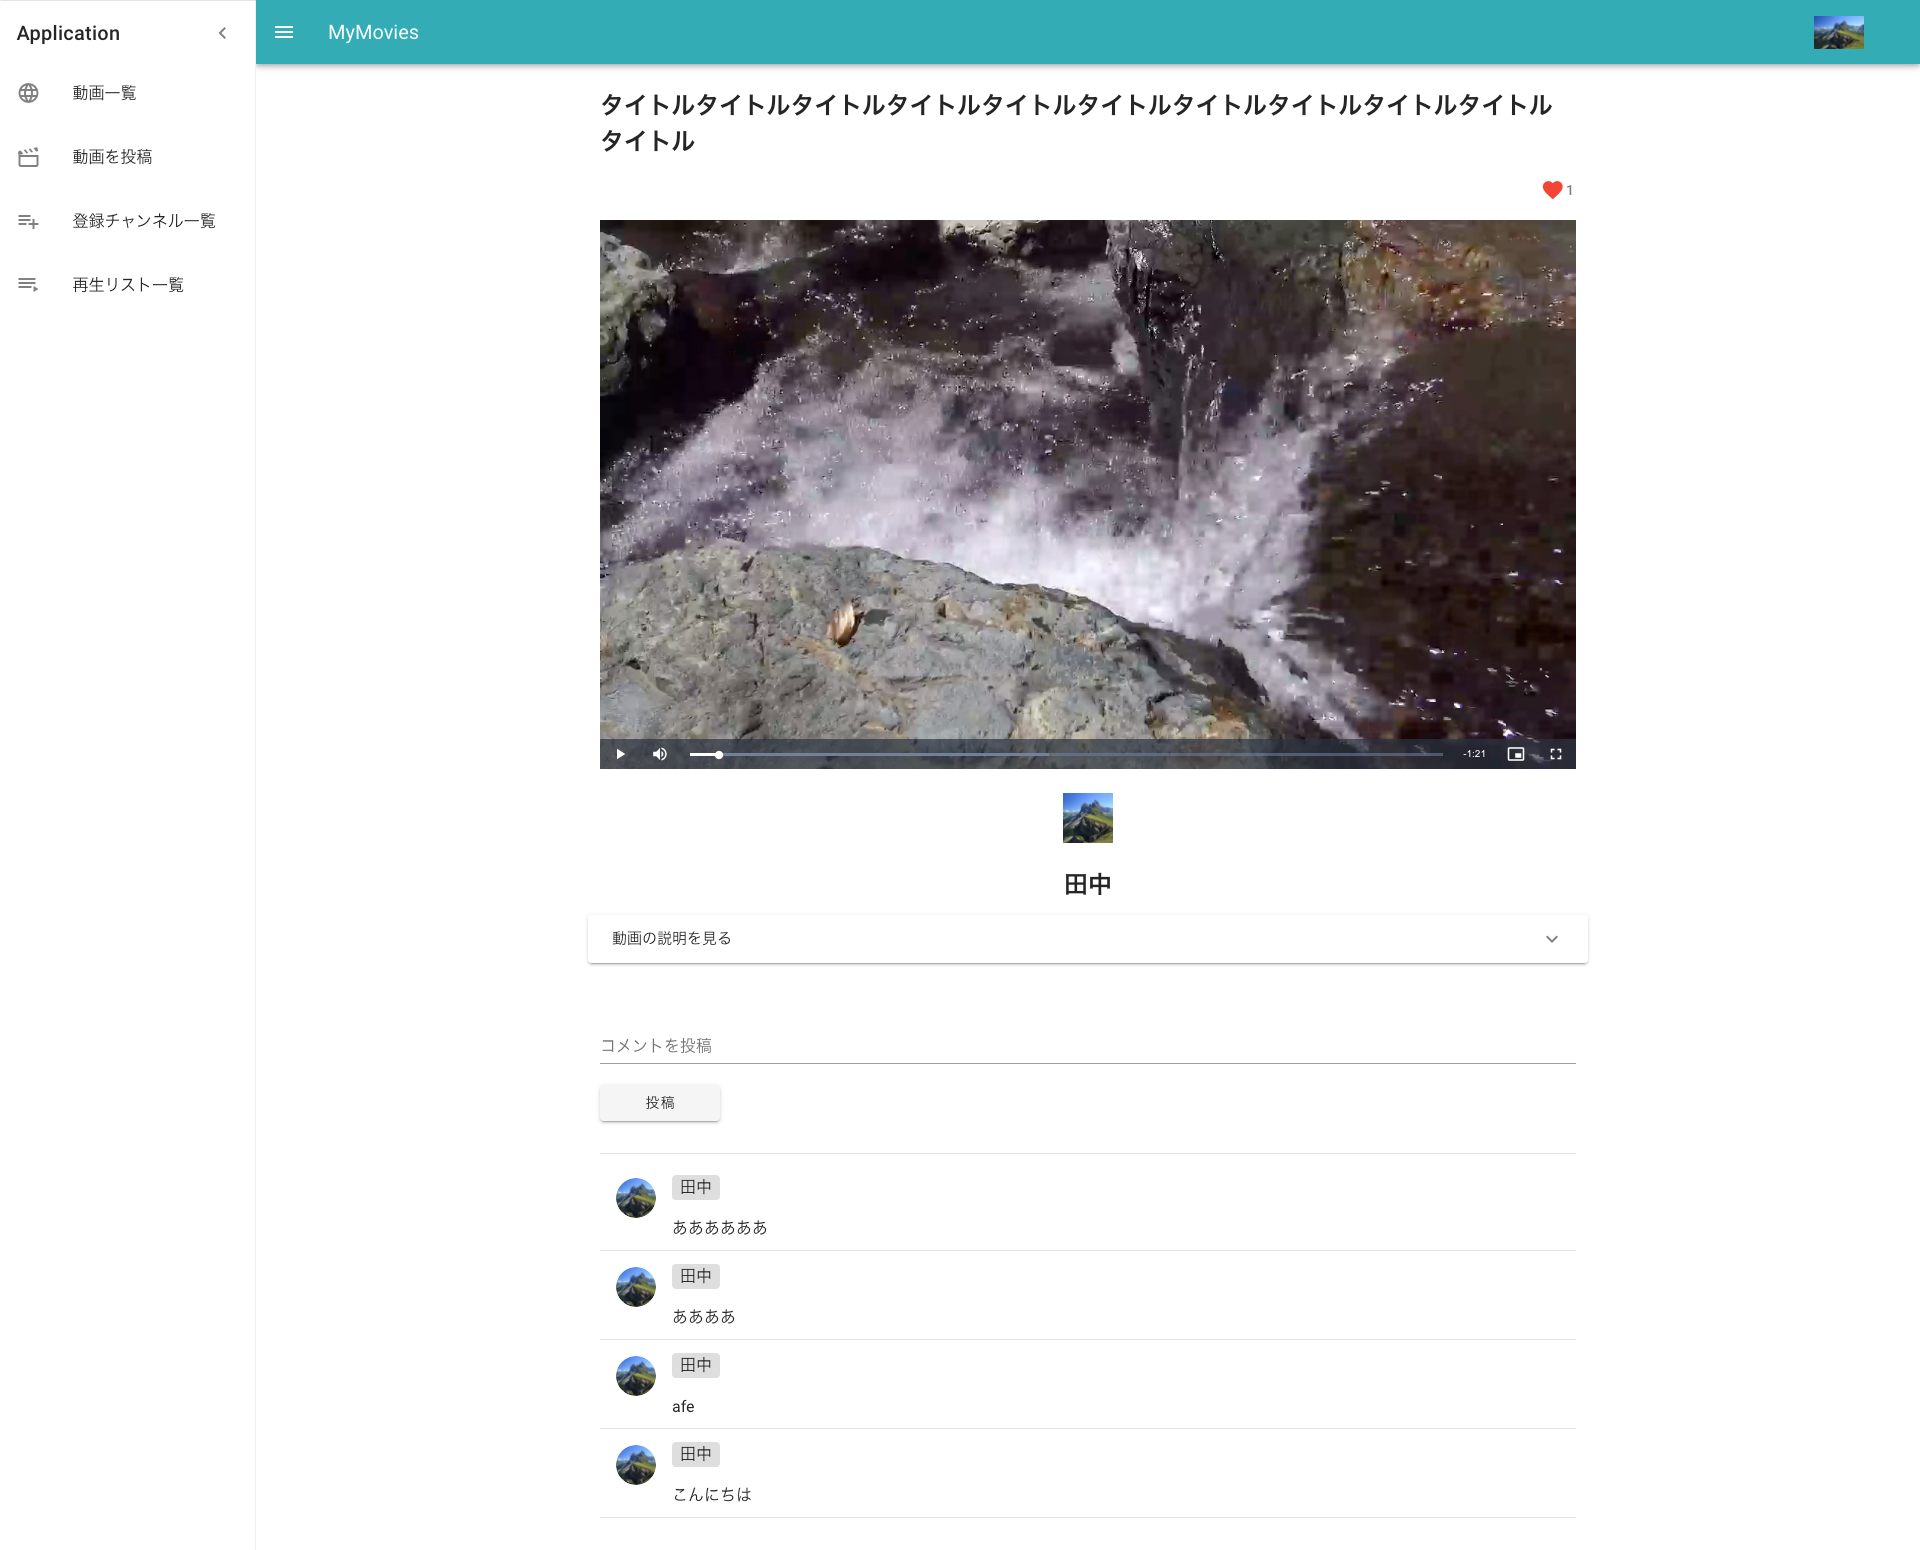 Application
MyMovies
動画一覧
動画を投稿
登録チャンネル一覧
再生リスト一覧
タイトルタイトルタイトルタイトルタイトルタイトルタイトルタイトルタイトルタイトル
タイトル
1
-1:21
田中
動画の説明を見る
コメントを投稿
投稿
田中
ああああああ
田中
ああああ
田中
afe
田中
こんにちは